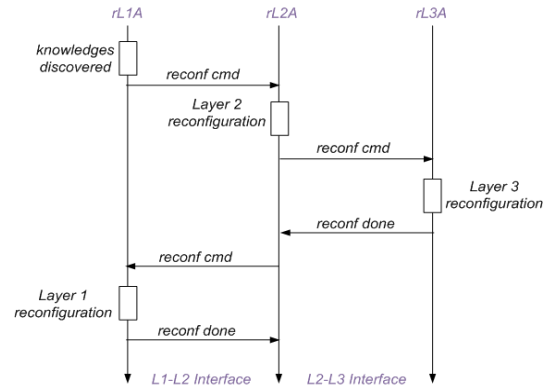 rL1A rL2A rL3A
knowledges
discovered
reconf cmd
Layer 2
reconfiguration
reconf cmd
Layer 3
reconfiguration
reconf done
reconf cmd
Layer 1
reconfiguration
reconf done
L1-L2 Interface L2-L3 Interface